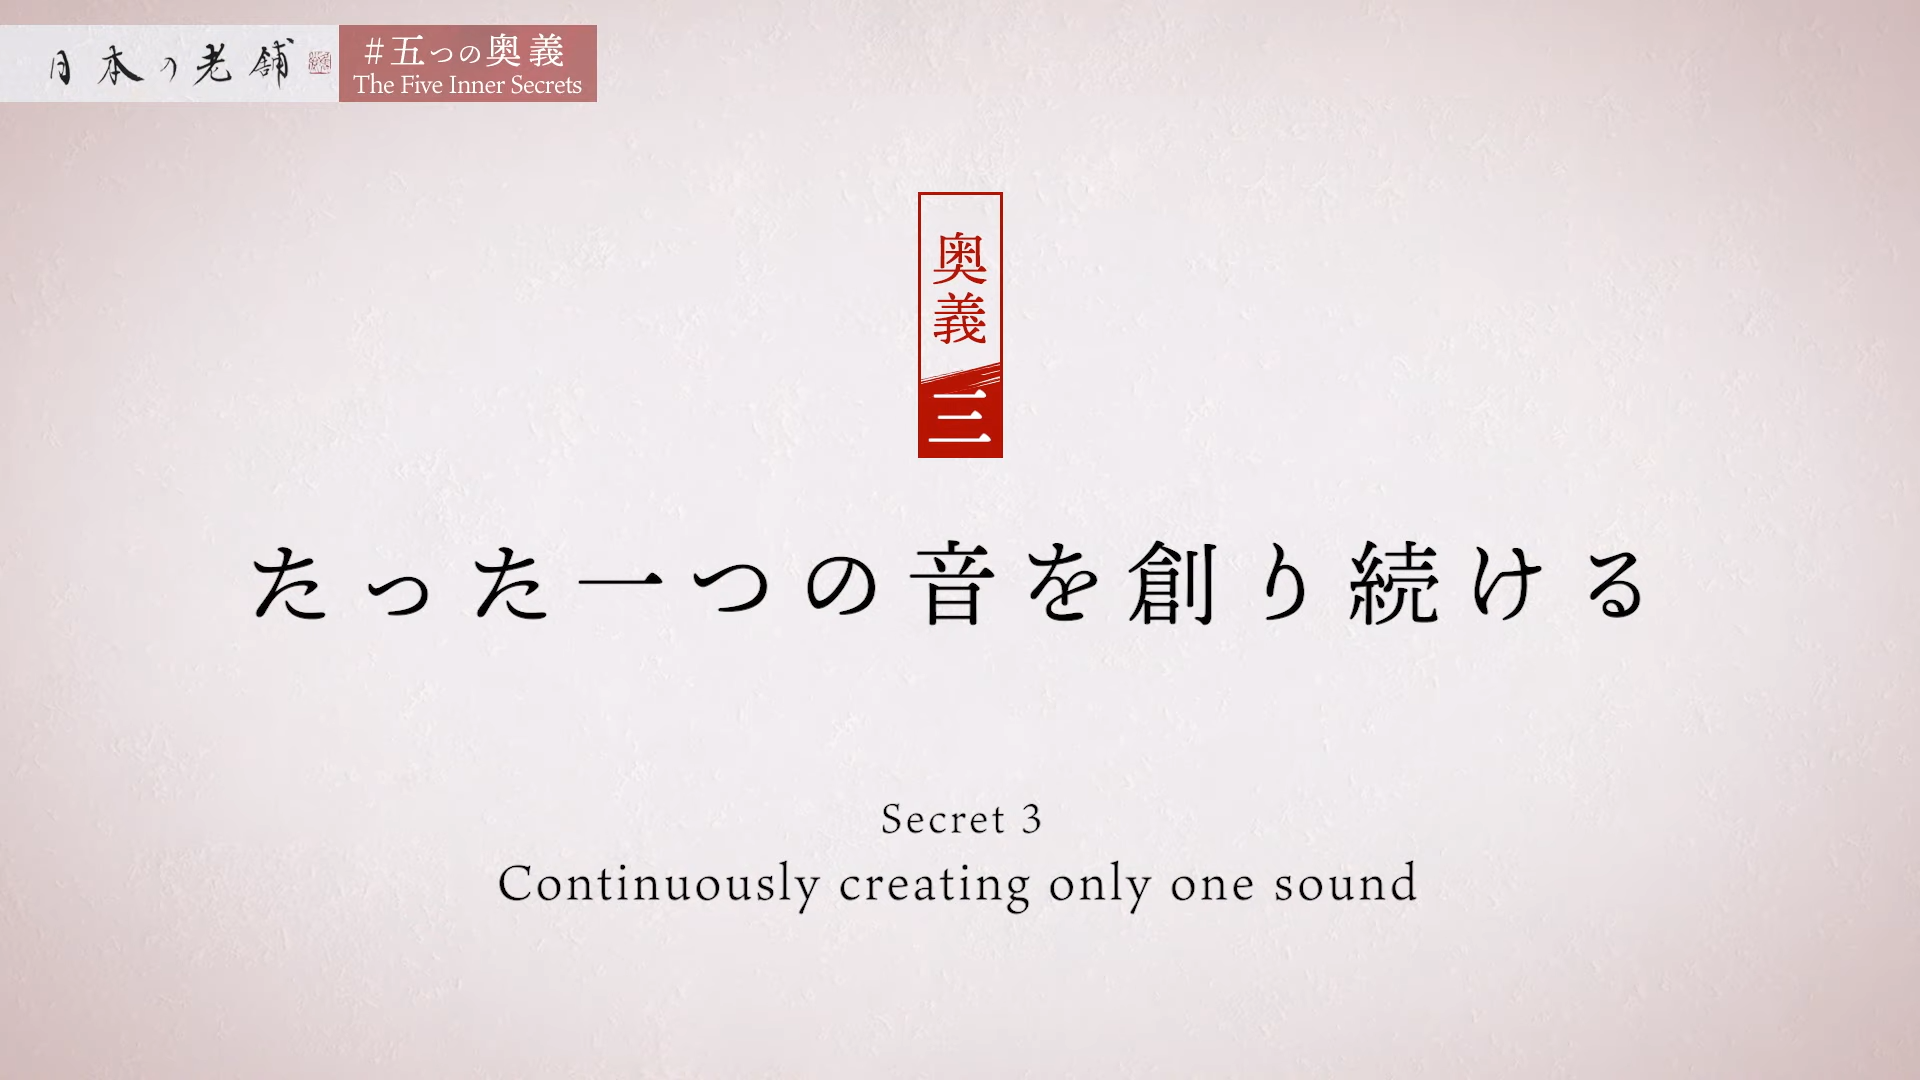 日本の老舗
#五つの奥義
The Five Inner Secrets
奥義
三
たった一つの音を創り続ける
Secret 3
Continuously creating only one sound